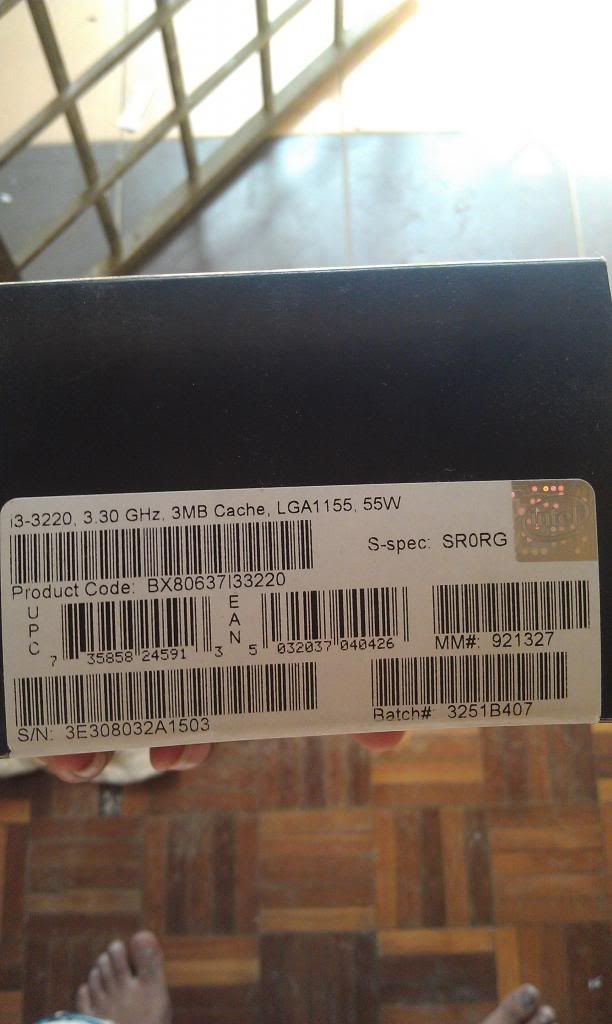 i3-3220, 3.30 GHz, 3MB Cache, LGA1155, 55W
intel
S-spec: SR0RG
Product Code: BX80637I33220
UPC
7 35858 24591 3
EAN
5 032037 040426
MM#: 921327
S/N: 3E308032A1503
Batch# 3251B407